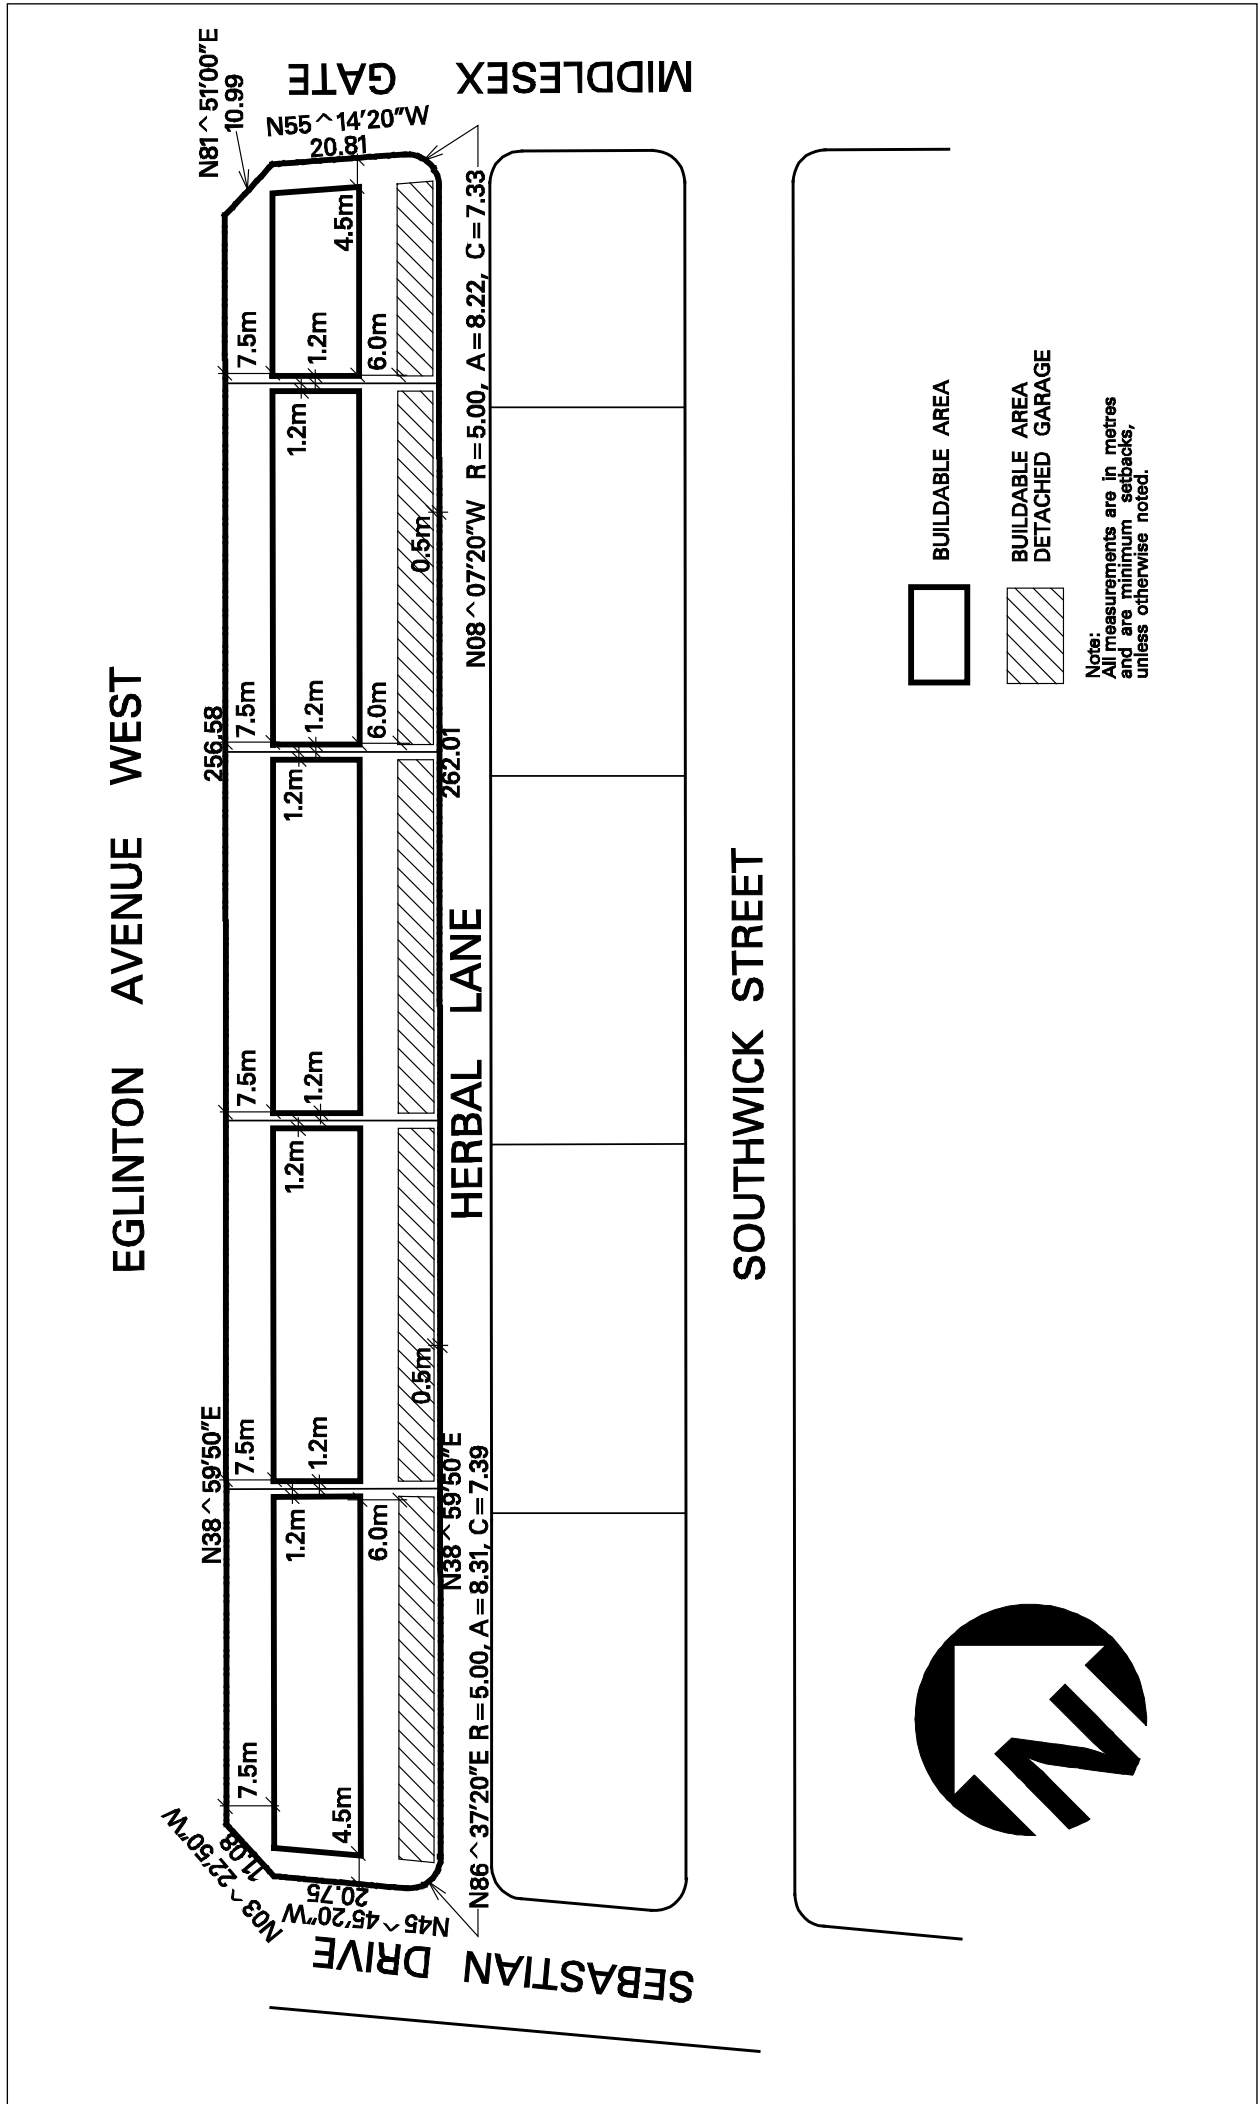 EGLINTON AVENUE WEST
N38^59'50"E
256.58
N81^51'00"E
10.99
N03^22'50"W
11.08
N45^45'20"W
20.75
N55^14'20"W
20.81
7.5m
7.5m
7.5m
7.5m
7.5m
4.5m
1.2m
1.2m
1.2m
1.2m
1.2m
1.2m
1.2m
1.2m
4.5m
6.0m
6.0m
6.0m
0.5m
0.5m
N38^59'50"E
262.01
HERBAL LANE
N86^37'20"E R=5.00, A=8.31, C=7.39
N08^07'20"W R=5.00, A=8.22, C=7.33
SEBASTIAN DRIVE
MIDDLESEX GATE
SOUTHWICK STREET
BUILDABLE AREA
BUILDABLE AREA
DETACHED GARAGE
Note:
All measurements are in metres
and are minimum setbacks,
unless otherwise noted.
N